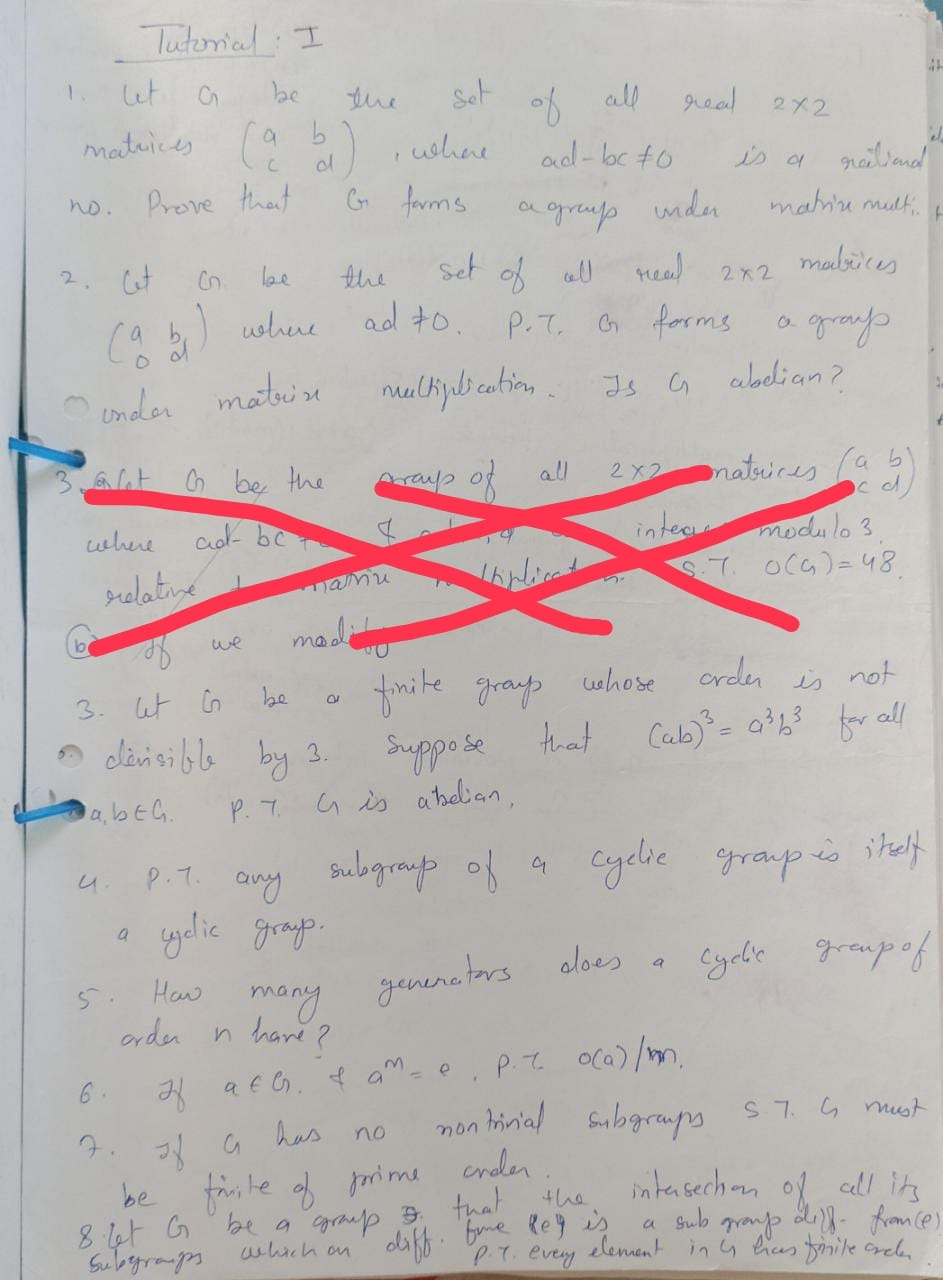 Tutorial : I
1. Let G be the set of all real 2×2
matrices (a b c d), where ad-bc≠0 is a rational
no. Prove that G forms a group under matrix multi.
2. Let G be the set of all real 2×2 matrices
(a b 0 d) where ad ≠0. P.T. G forms a group
under matrix multiplication. Is G abelian?
3. Let G be the group of all 2×2 matrices (a b c d)
where ad-bc integers modulo 3.
relative matrix multiplication. S.T. O(G)=48.
(b) If we modify
3. Let G be a finite group whose order is not
divisible by 3. Suppose that (ab)³ = a³b³ for all
a,b∈G. P.T. G is abelian.
4. P.T. any subgroup of a cyclic group is itself
a cyclic group.
5. How many generators does a cyclic group of
order n have?
6. If a∈G. & aᵐ = e, P.T. O(a)/m.
7. If G has no nontrivial subgroups S.T. G must
be finite of prime order.
8. Let G be a group that the intersection of all its
subgroups which on diff. from (e) is a subgroup diff. from (e)
P.T. every element in G has finite order